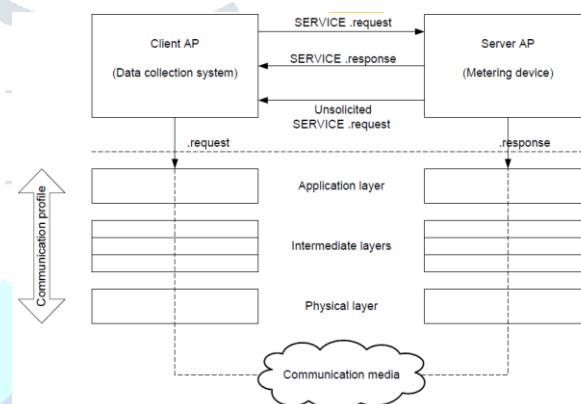 SERVICE .request
Client AP
(Data collection system)
SERVICE .response
Server AP
(Metering device)
Unsolicited
SERVICE .request
.request
.response
Communication profile
Application layer
Intermediate layers
Physical layer
Communication media